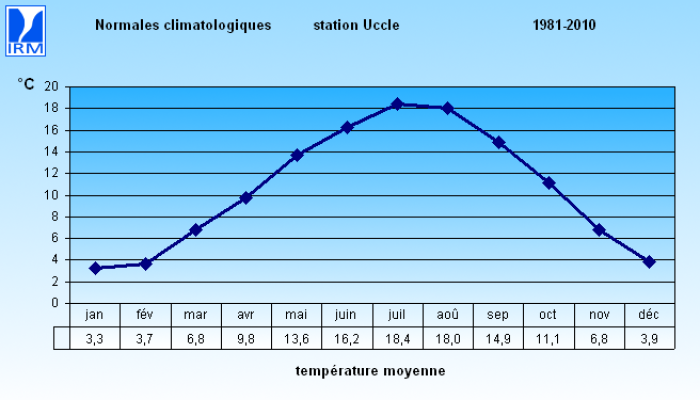 IRM
Normales climatologiques station Uccle 1981-2010
°C
20
18
16
14
12
10
8
6
4
2
0
jan fév mar avr mai juin juil aoû sep oct nov déc
3,3 3,7 6,8 9,8 13,6 16,2 18,4 18,0 14,9 11,1 6,8 3,9
température moyenne